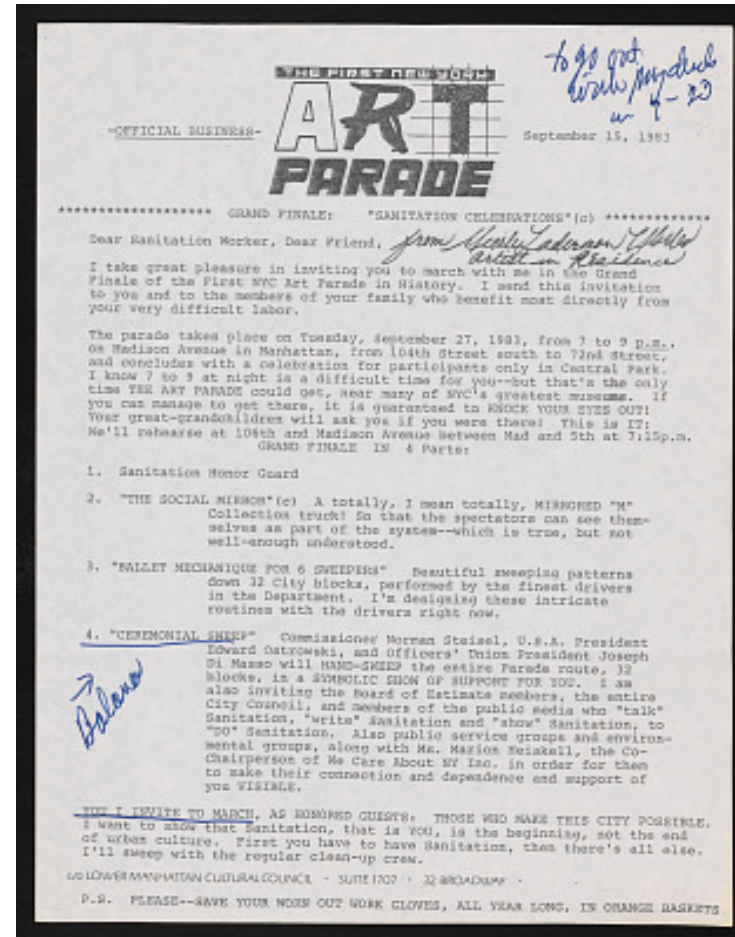 to go out
in 9-23
THE FIRST NEW YORK
ART
PARADE
-OFFICIAL BUSINESS-
September 15, 1983
******************* GRAND FINALE: "SANITATION CELEBRATIONS"(c) *************
Dear Sanitation Worker, Dear Friend, from Mierle Laderman Ukeles
artist in Residence
I take great pleasure in inviting you to march with me in the Grand
Finale of the First NYC Art Parade in History. I send this invitation
to you and to the members of your family who benefit most directly from
your very difficult labor.
The parade takes place on Tuesday, September 27, 1983, from 7 to 9 p.m.,
on Madison Avenue in Manhattan, from 104th Street south to 72nd Street,
and concludes with a celebration for participants only in Central Park.
I know 7 to 9 at night is a difficult time for you--but that's the only
time THE ART PARADE could get, near many of NYC's greatest museums. If
you can manage to get there, it is guaranteed to KNOCK YOUR EYES OUT!
Your great-grandchildren will ask you if you were there! This is IT:
We'll rehearse at 106th and Madison Avenue between Mad and 5th at 7:15p.m.
GRAND FINALE IN 4 Parts:
1. Sanitation Honor Guard
2. "THE SOCIAL MIRROR"(c) A totally, I mean totally, MIRRORED "M"
Collection truck! So that the spectators can see them-
selves as part of the system--which is true, but not
well-enough understood.
3. "BALLET MECHANIQUE FOR 6 SWEEPERS" Beautiful sweeping patterns
down 32 City blocks, performed by the finest drivers
in the Department. I'm designing these intricate
routines with the drivers right now.
4. "CEREMONIAL SWEEP" Commissioner Norman Steisel, U.S.A. President
Edward Ostrowski, and Officers' Union President Joseph
Di Masso will HAND-SWEEP the entire Parade route, 32
blocks, in a SYMBOLIC SHOW OF SUPPORT FOR YOU. I am
also inviting the Board of Estimate members, the entire
City Council, and members of the public media who "talk"
Sanitation, "write" Sanitation and "show" Sanitation, to
"DO" Sanitation. Also public service groups and environ-
mental groups, along with Ms. Marion Heiskell, the Co-
Chairperson of We Care About NY Inc. in order for them
to make their connection and dependence and support of
you VISIBLE.
YOU I INVITE TO MARCH, AS HONORED GUESTS: THOSE WHO MAKE THIS CITY POSSIBLE.
I want to show that Sanitation, that is YOU, is the beginning, not the end
of urban culture. First you have to have Sanitation, then there's all else.
I'll sweep with the regular clean-up crew.
c/o LOWER MANHATTAN CULTURAL COUNCIL - SUITE 1707 · 32 BROADWAY ·
P.S. PLEASE--SAVE YOUR WORN OUT WORK GLOVES, ALL YEAR LONG, IN ORANGE BASKETS